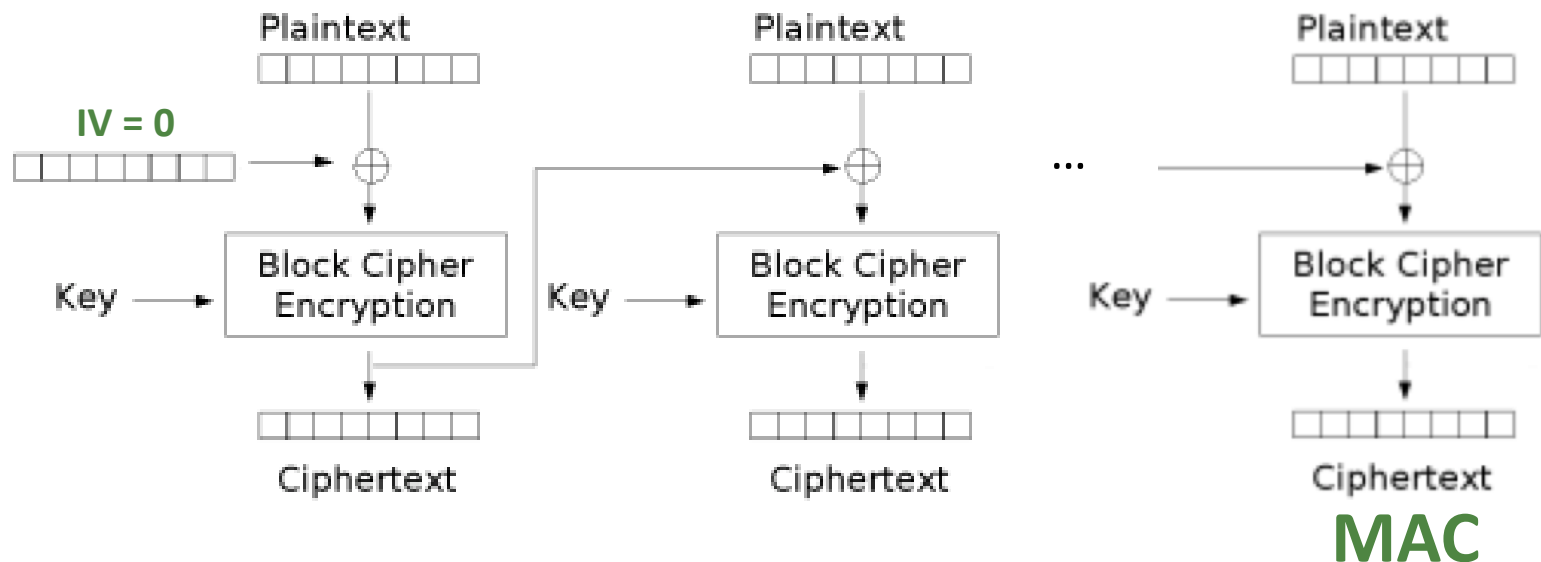 Plaintext
Plaintext
Plaintext
IV = 0
...
Block Cipher
Encryption
Block Cipher
Encryption
Block Cipher
Encryption
Key
Key
Key
Ciphertext
Ciphertext
Ciphertext
MAC